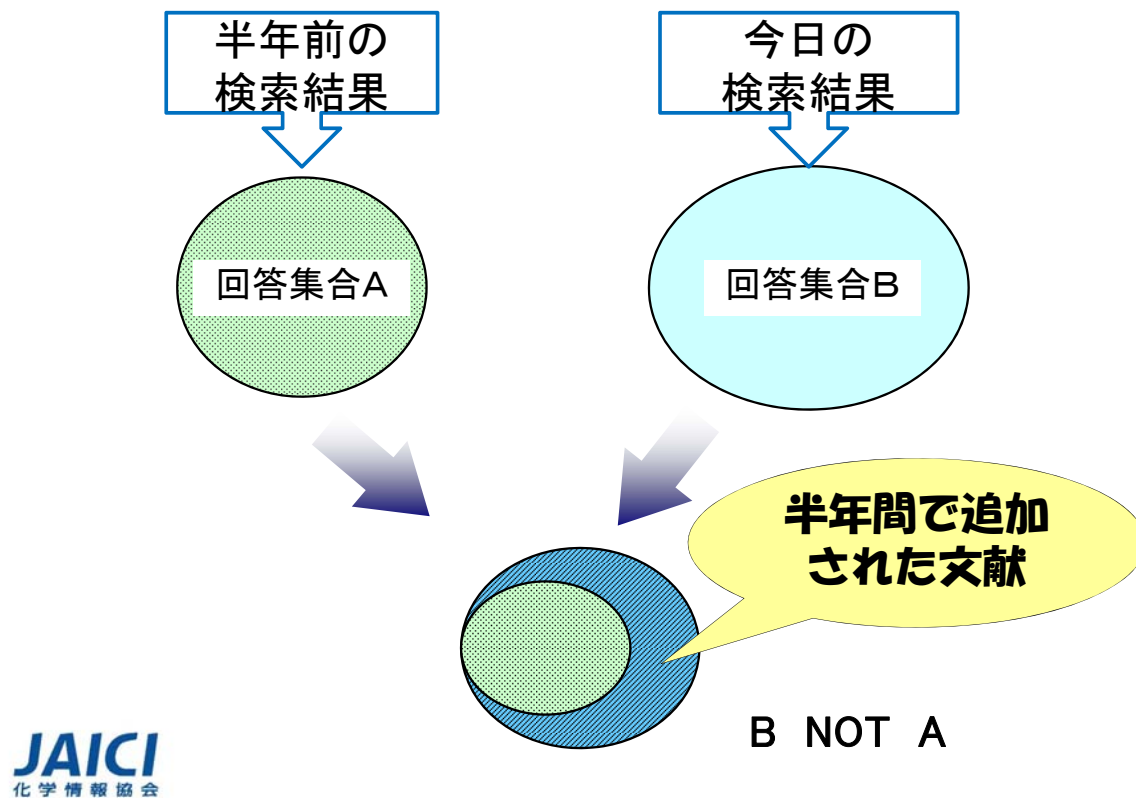 半年前の
検索結果
今日の
検索結果
回答集合A
回答集合B
半年間で追加
された文献
B NOT A
JAICI
化学情報協会